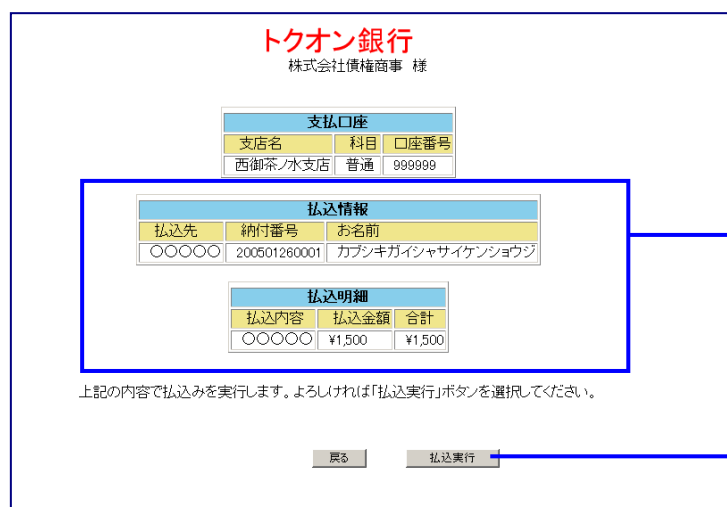 トクオン銀行
株式会社債権商事 様
支払口座
支店名 科目 口座番号
西御茶ノ水支店 普通 999999
払込情報
払込先 納付番号 お名前
○○○○○ 200501260001 カブシキガイシャサイケンショウジ
払込明細
払込内容 払込金額 合計
○○○○○ ¥1,500 ¥1,500
上記の内容で払込みを実行します。よろしければ「払込実行」ボタンを選択してください。
戻る 払込実行